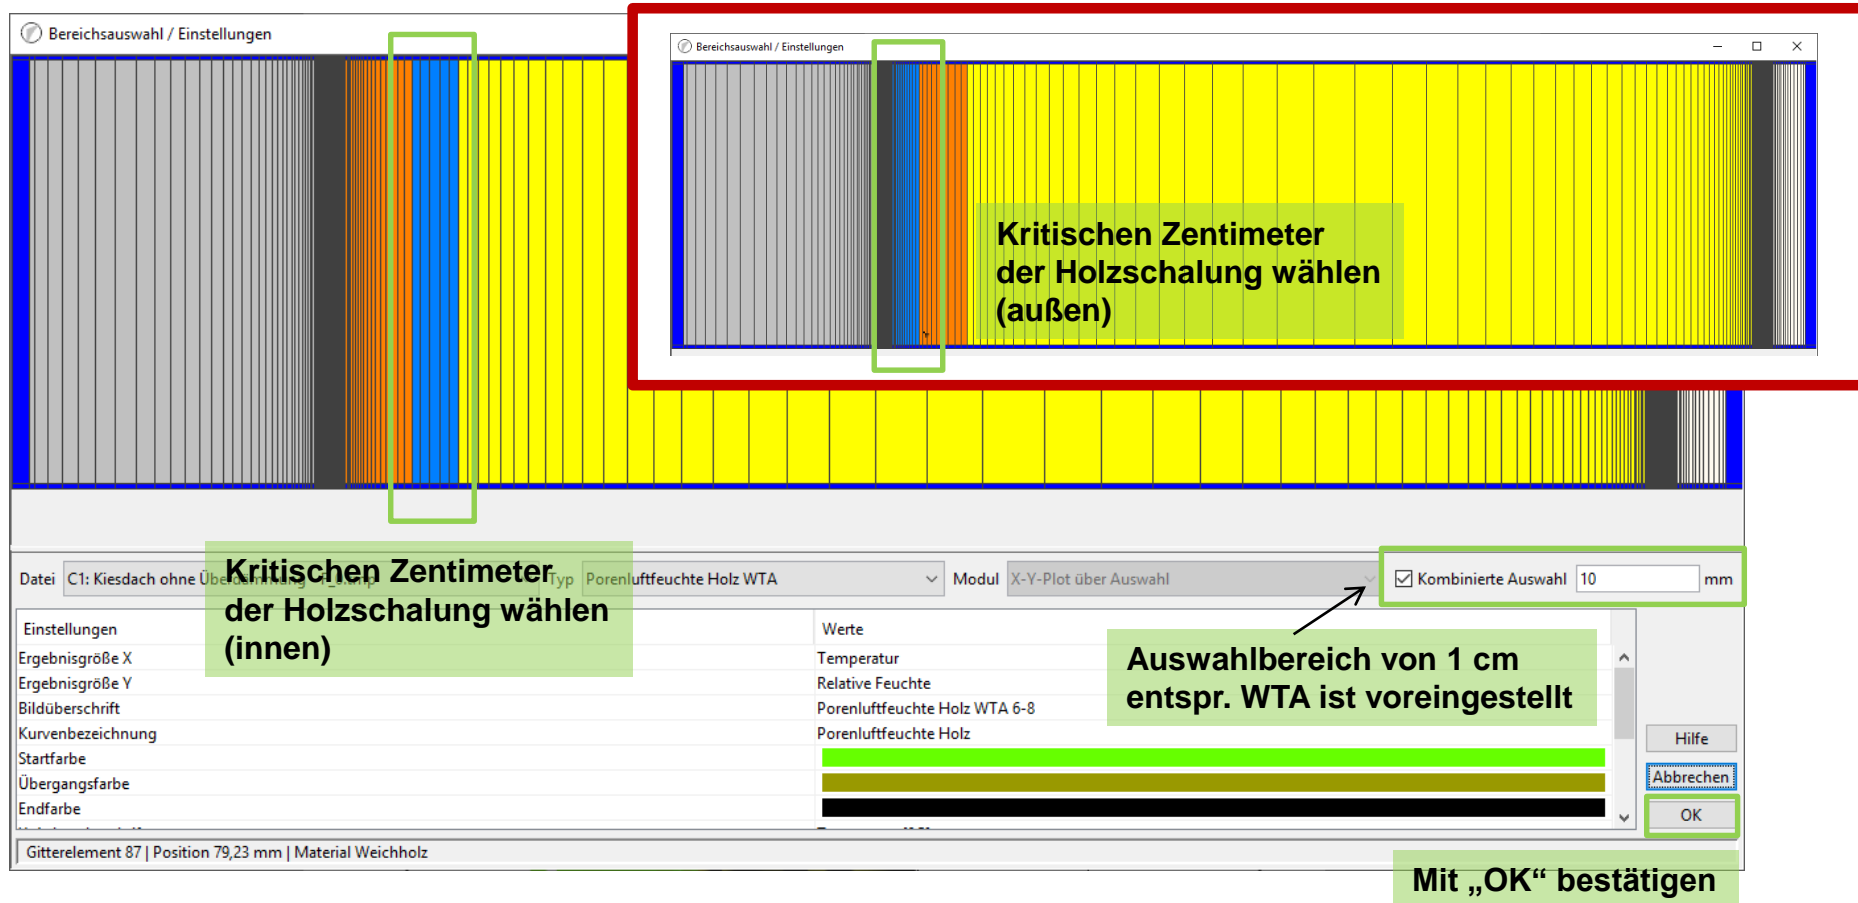 Bereichsauswahl / Einstellungen
Bereichsauswahl / Einstellungen
Kritischen Zentimeter
der Holzschalung wählen
(außen)
Datei C1: Kiesdach ohne
Typ Porenluftfeuchte Holz WTA
Modul X-Y-Plot über Auswahl
Kombinierte Auswahl 10 mm
Kritischen Zentimeter
der Holzschalung wählen
(innen)
Einstellungen Werte
Ergebnisgröße X Temperatur
Ergebnisgröße Y Relative Feuchte
Bildüberschrift Porenluftfeuchte Holz WTA 6-8
Kurvenbezeichnung Porenluftfeuchte Holz
Startfarbe
Übergangsfarbe
Endfarbe
Auswahlbereich von 1 cm
entspr. WTA ist voreingestellt
Hilfe
Abbrechen
OK
Gitterelement 87 | Position 79,23 mm | Material Weichholz
Mit „OK“ bestätigen